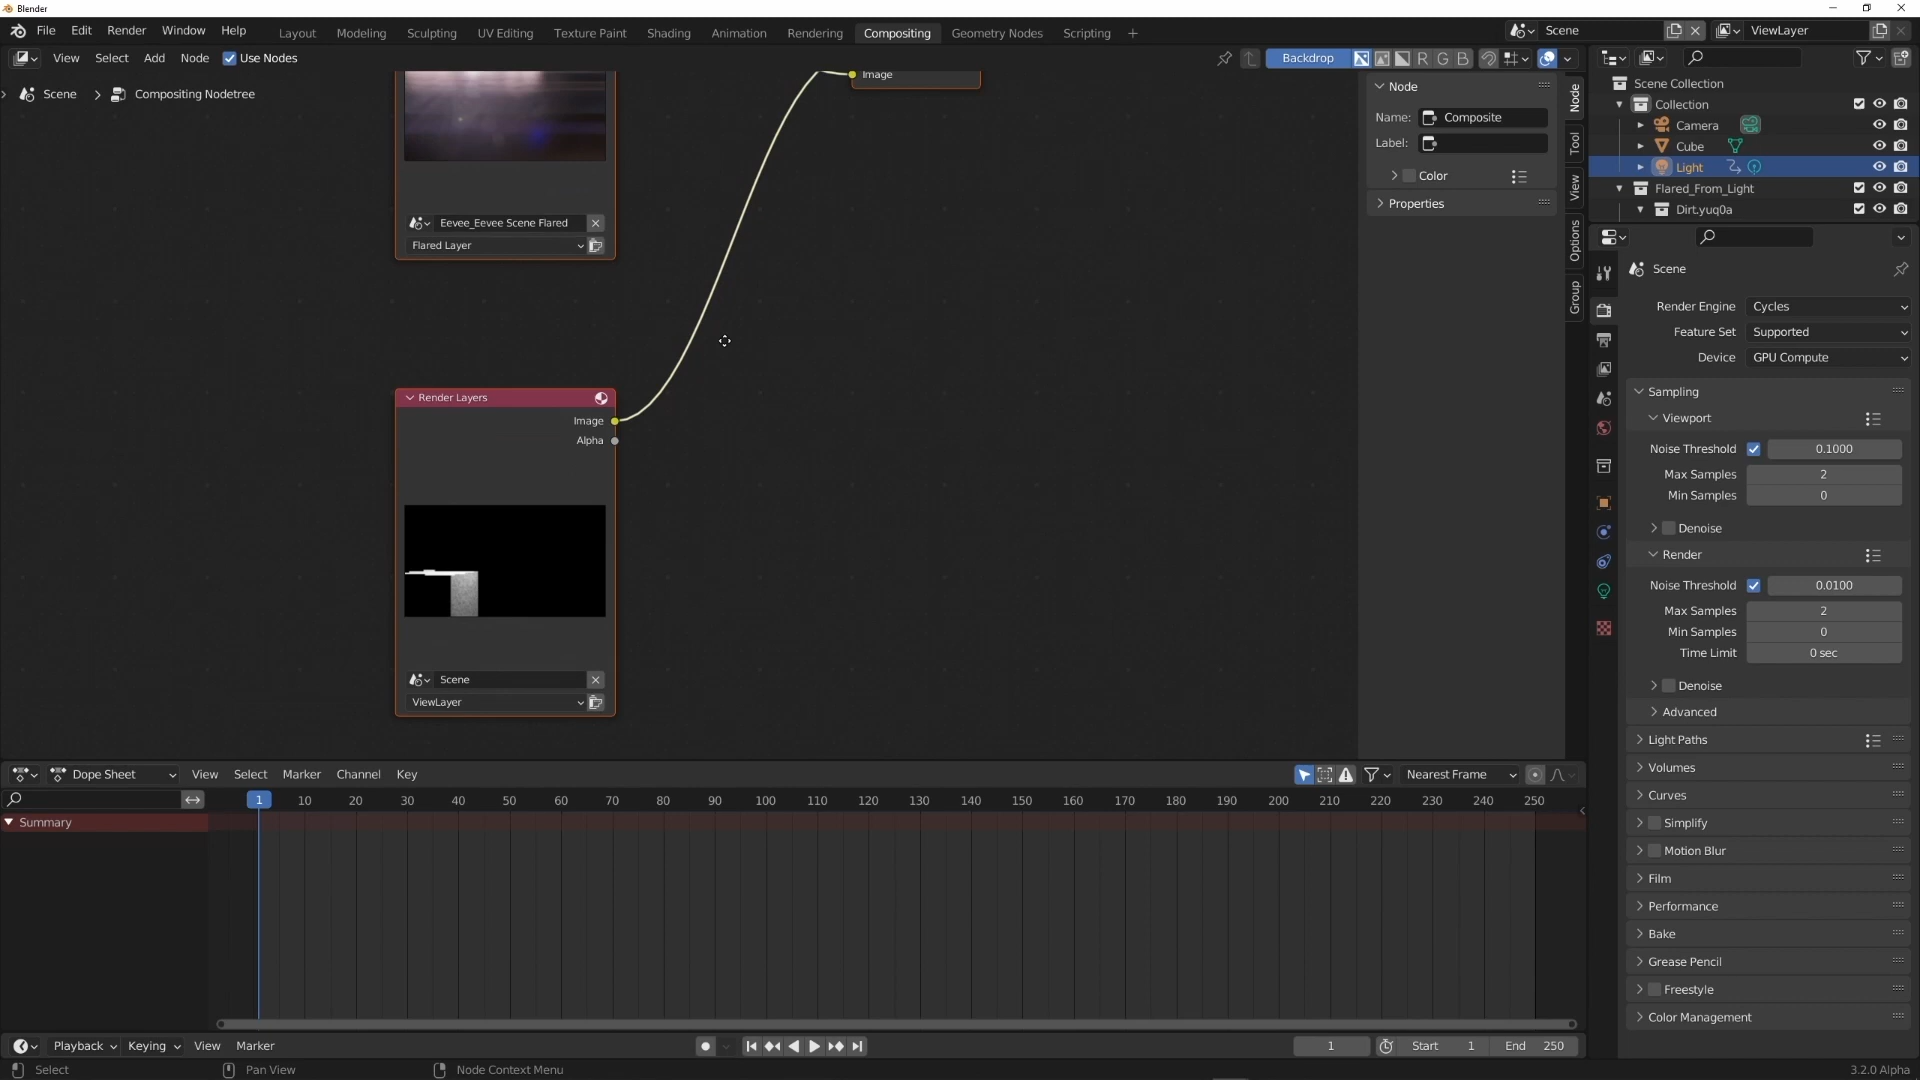 Blender
File Edit Render Window Help
Layout Modeling Sculpting UV Editing Texture Paint Shading Animation Rendering Compositing Geometry Nodes Scripting +
Scene
ViewLayer
View Select Add Node Use Nodes
Backdrop
R G B
Scene > Compositing Nodetree
Image
Eevee_Eevee Scene Flared
Flared Layer
Render Layers
Image
Alpha
Scene
ViewLayer
Node
Name: Composite
Label:
Color
Properties
Node
Tool
View
Options
Group
Scene Collection
Collection
Camera
Cube
Light
Flared_From_Light
Dirt.yuq0a
Scene
Render Engine Cycles
Feature Set Supported
Device GPU Compute
Sampling
Viewport
Noise Threshold 0.1000
Max Samples 2
Min Samples 0
Denoise
Render
Noise Threshold 0.0100
Max Samples 2
Min Samples 0
Time Limit 0 sec
Denoise
Advanced
Light Paths
Volumes
Curves
Simplify
Motion Blur
Film
Performance
Bake
Grease Pencil
Freestyle
Color Management
Dope Sheet View Select Marker Channel Key
Nearest Frame
1 10 20 30 40 50 60 70 80 90 100 110 120 130 140 150 160 170 180 190 200 210 220 230 240 250
Summary
Playback Keying View Marker
1 Start 1 End 250
Select Pan View Node Context Menu
3.2.0 Alpha